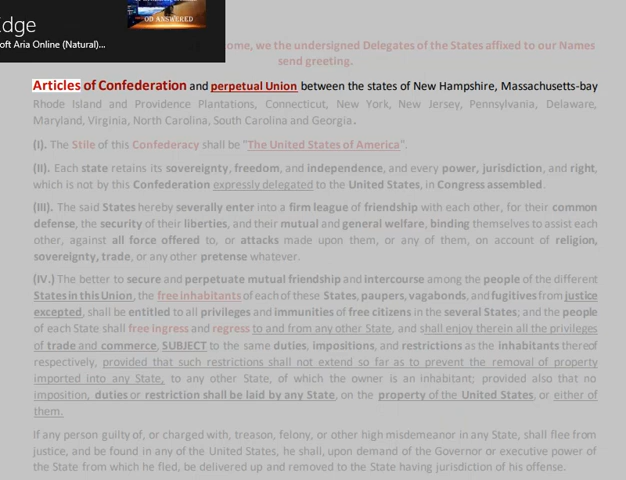 Edge
oft Aria Online (Natural)...
OD ANSWERED
ome, we the undersigned Delegates of the States affixed to our Names
send greeting.
Articles of Confederation and perpetual Union between the states of New Hampshire, Massachusetts-bay
Rhode Island and Providence Plantations, Connecticut, New York, New Jersey, Pennsylvania, Delaware,
Maryland, Virginia, North Carolina, South Carolina and Georgia.
(I). The Stile of this Confederacy shall be "The United States of America".
(II). Each state retains its sovereignty, freedom, and independence, and every power, jurisdiction, and right,
which is not by this Confederation expressly delegated to the United States, in Congress assembled.
(III). The said States hereby severally enter into a firm league of friendship with each other, for their common
defense, the security of their liberties, and their mutual and general welfare, binding themselves to assist each
other, against all force offered to, or attacks made upon them, or any of them, on account of religion,
sovereignty, trade, or any other pretense whatever.
(IV.) The better to secure and perpetuate mutual friendship and intercourse among the people of the different
States in this Union, the free inhabitants of each of these States, paupers, vagabonds, and fugitives from justice
excepted, shall be entitled to all privileges and immunities of free citizens in the several States; and the people
of each State shall free ingress and regress to and from any other State, and shall enjoy therein all the privileges
of trade and commerce, SUBJECT to the same duties, impositions, and restrictions as the inhabitants thereof
respectively, provided that such restrictions shall not extend so far as to prevent the removal of property
imported into any State, to any other State, of which the owner is an inhabitant; provided also that no
imposition, duties or restriction shall be laid by any State, on the property of the United States, or either of
them.
If any person guilty of, or charged with, treason, felony, or other high misdemeanor in any State, shall flee from
justice, and be found in any of the United States, he shall, upon demand of the Governor or executive power of
the State from which he fled, be delivered up and removed to the State having jurisdiction of his offense.